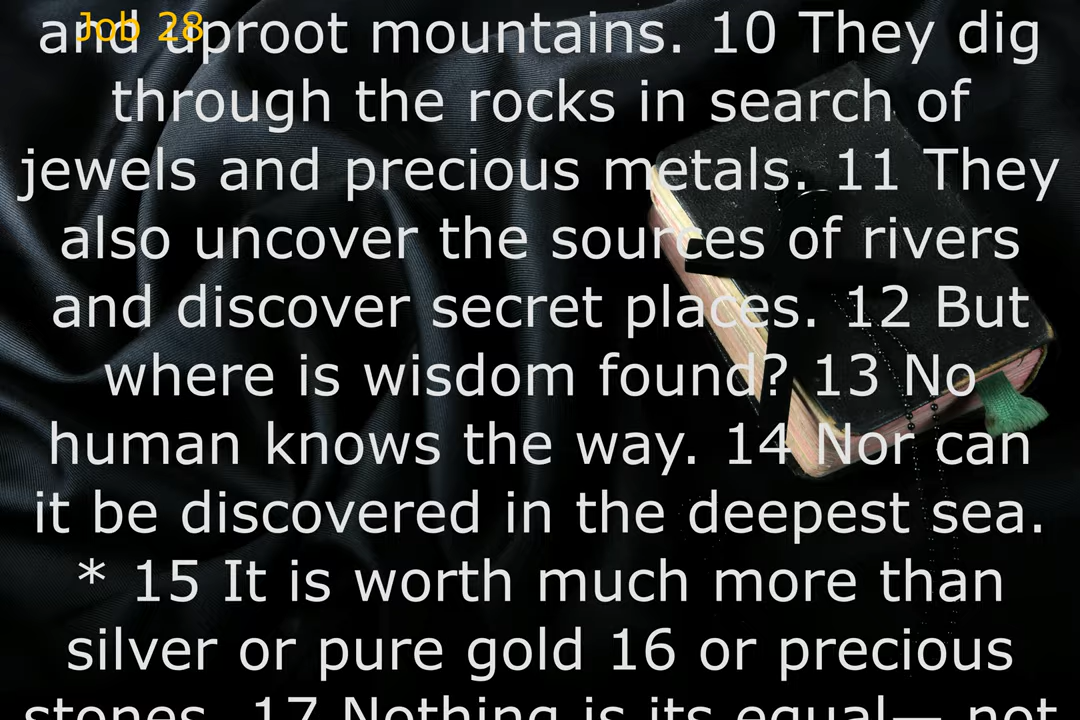 Job 28
and uproot mountains. 10 They dig
through the rocks in search of
jewels and precious metals. 11 They
also uncover the sources of rivers
and discover secret places. 12 But
where is wisdom found? 13 No
human knows the way. 14 Nor can
it be discovered in the deepest sea.
* 15 It is worth much more than
silver or pure gold 16 or precious
stones. 17 Nothing is its equal— not